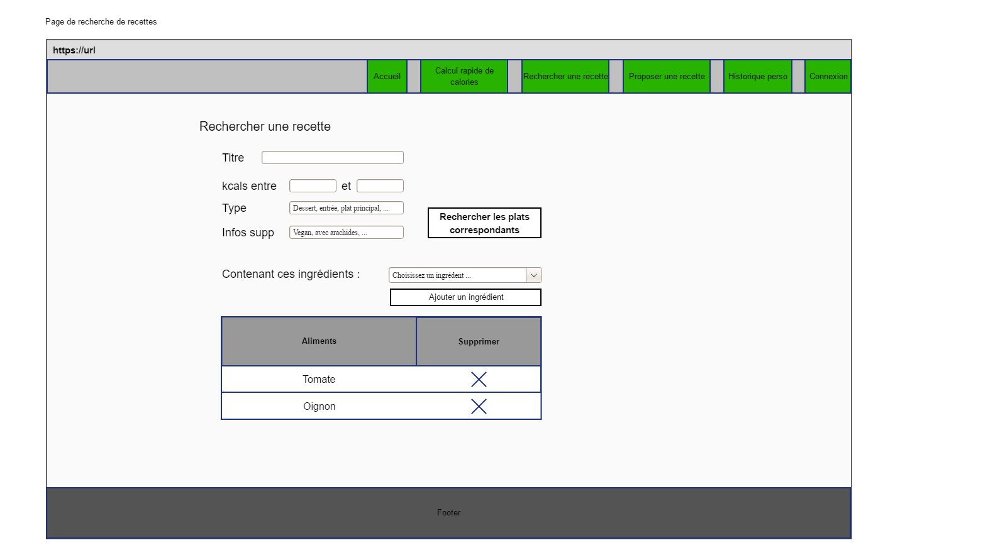 Page de recherche de recettes
https://url
Accueil
Calcul rapide de
calories
Rechercher une recette
Proposer une recette
Historique perso
Connexion
Rechercher une recette
Titre
kcals entre et
Type Dessert, entrée, plat principal, ...
Infos supp Vegan, avec arachides, ...
Rechercher les plats
correspondants
Contenant ces ingrédients : Choisissez un ingrédent ...
Ajouter un ingrédient
Aliments Supprimer
Tomate
Oignon
Footer